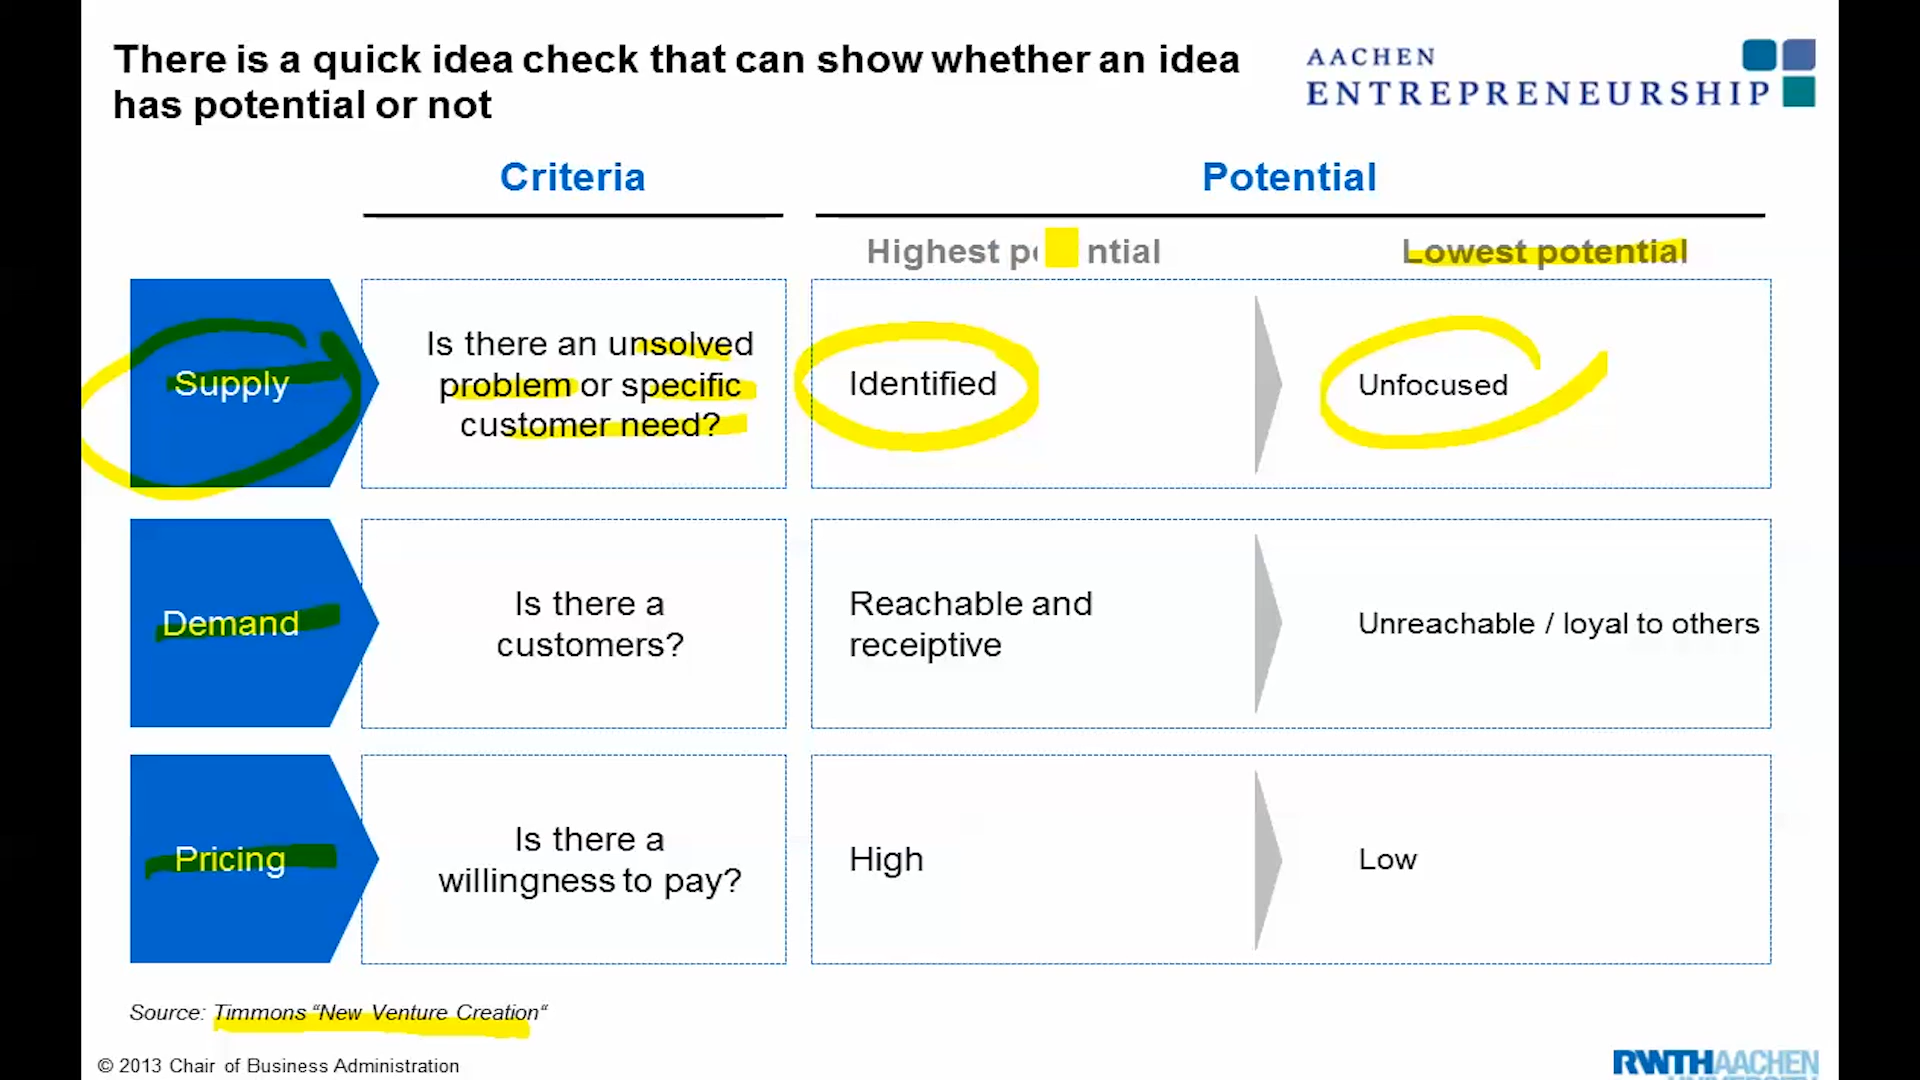 There is a quick idea check that can show whether an idea
has potential or not
AACHEN
ENTREPRENEURSHIP
Criteria
Potential
Highest p ntial
Lowest potential
Supply
Is there an unsolved
problem or specific
customer need?
Identified
Unfocused
Demand
Is there a
customers?
Reachable and
receiptive
Unreachable / loyal to others
Pricing
Is there a
willingness to pay?
High
Low
Source: Timmons “New Venture Creation“
© 2013 Chair of Business Administration
RWTHAACHEN
UNIVERSITY